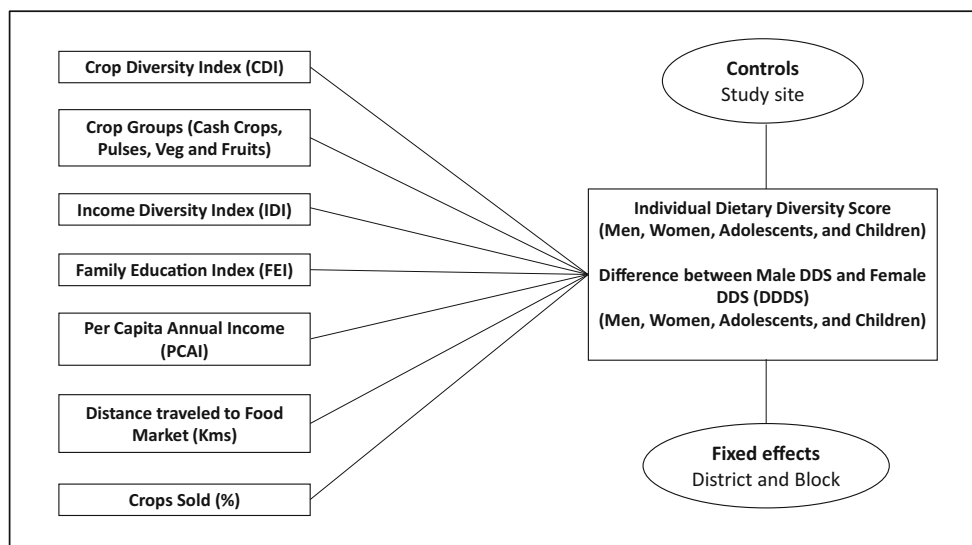 Crop Diversity Index (CDI)
Crop Groups (Cash Crops,
Pulses, Veg and Fruits)
Income Diversity Index (IDI)
Family Education Index (FEI)
Per Capita Annual Income
(PCAI)
Distance traveled to Food
Market (Kms)
Crops Sold (%)
Controls
Study site
Individual Dietary Diversity Score
(Men, Women, Adolescents, and Children)
Difference between Male DDS and Female
DDS (DDDS)
(Men, Women, Adolescents, and Children)
Fixed effects
District and Block